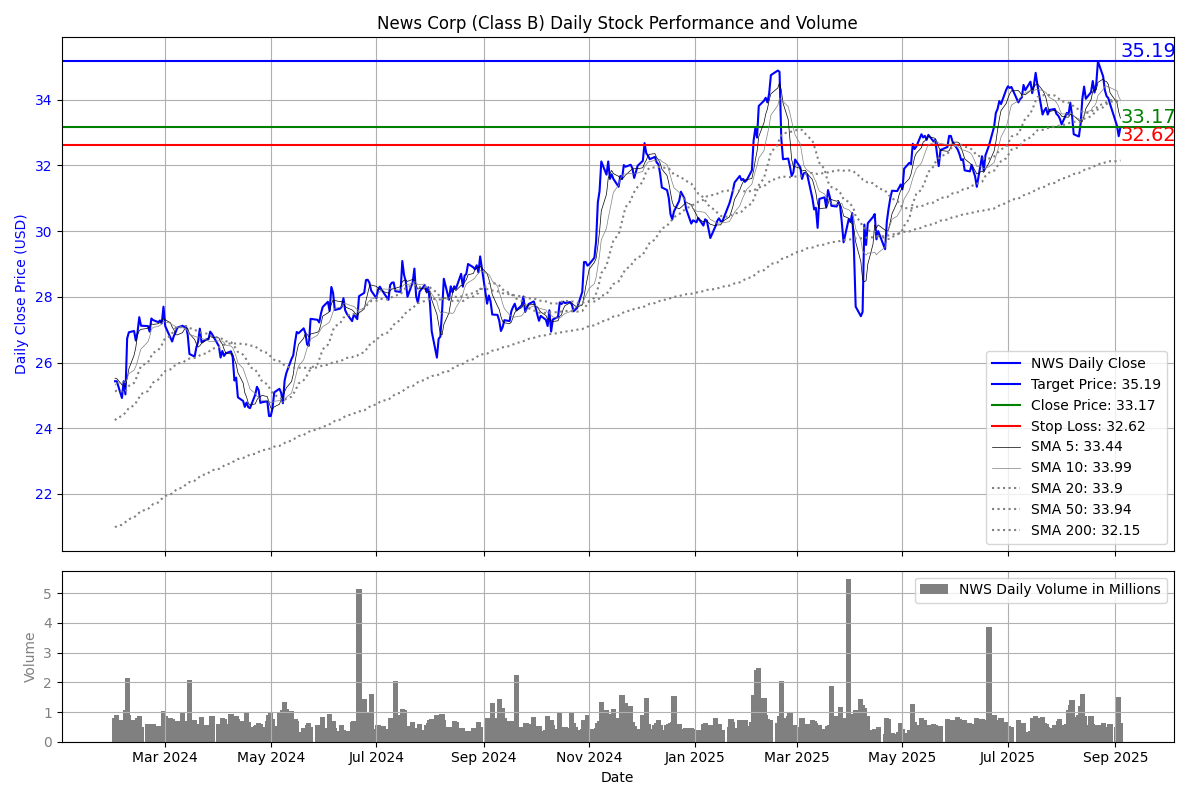 News Corp (Class B) Daily Stock Performance and Volume
35.19
33.17
32.62
Daily Close Price (USD)
34
32
30
28
26
24
22
NWS Daily Close
Target Price: 35.19
Close Price: 33.17
Stop Loss: 32.62
SMA 5: 33.44
SMA 10: 33.99
SMA 20: 33.9
SMA 50: 33.94
SMA 200: 32.15
NWS Daily Volume in Millions
Volume
5
4
3
2
1
0
Mar 2024 May 2024 Jul 2024 Sep 2024 Nov 2024 Jan 2025 Mar 2025 May 2025 Jul 2025 Sep 2025
Date